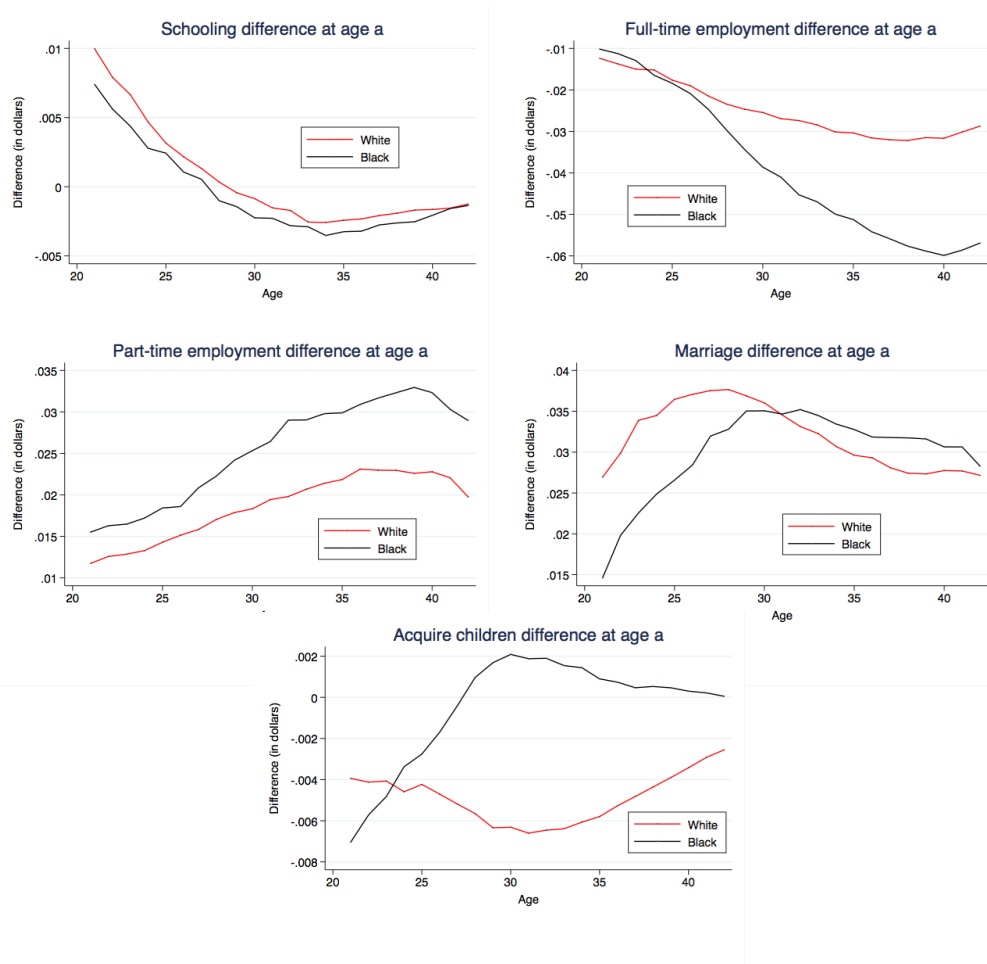 Schooling difference at age a
Difference (in dollars)
.01
.005
0
-.005
White
Black
20 25 30 35 40
Age
Full-time employment difference at age a
Difference (in dollars)
-.01
-.02
-.03
-.04
-.05
-.06
White
Black
20 25 30 35 40
Age
Part-time employment difference at age a
Difference (in dollars)
.035
.03
.025
.02
.015
.01
White
Black
20 25 30 35 40
Age
Marriage difference at age a
Difference (in dollars)
.04
.035
.03
.025
.02
.015
White
Black
20 25 30 35 40
Age
Acquire children difference at age a
Difference (in dollars)
.002
0
-.002
-.004
-.006
-.008
White
Black
20 25 30 35 40
Age